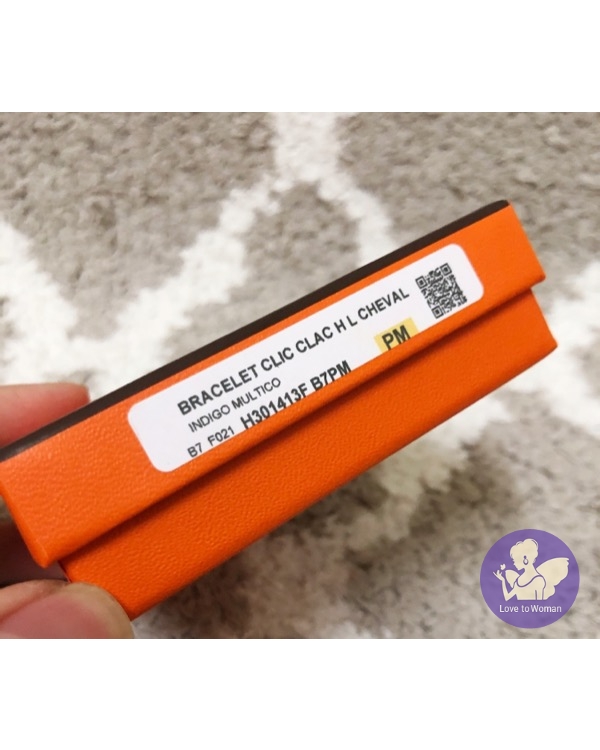 BRACELET CLIC CLAC H L CHEVAL
INDIGO MULTICO
PM
B7 F021 H301413F B7PM
Love to Woman